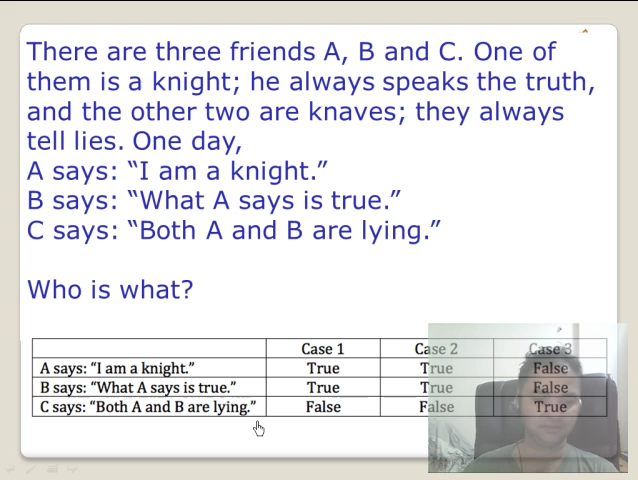 There are three friends A, B and C. One of
them is a knight; he always speaks the truth,
and the other two are knaves; they always
tell lies. One day,
A says: “I am a knight.”
B says: “What A says is true.”
C says: “Both A and B are lying.”
Who is what?
Case 1 Case 2 Case 3
A says: “I am a knight.” True True False
B says: “What A says is true.” True True False
C says: “Both A and B are lying.” False False True